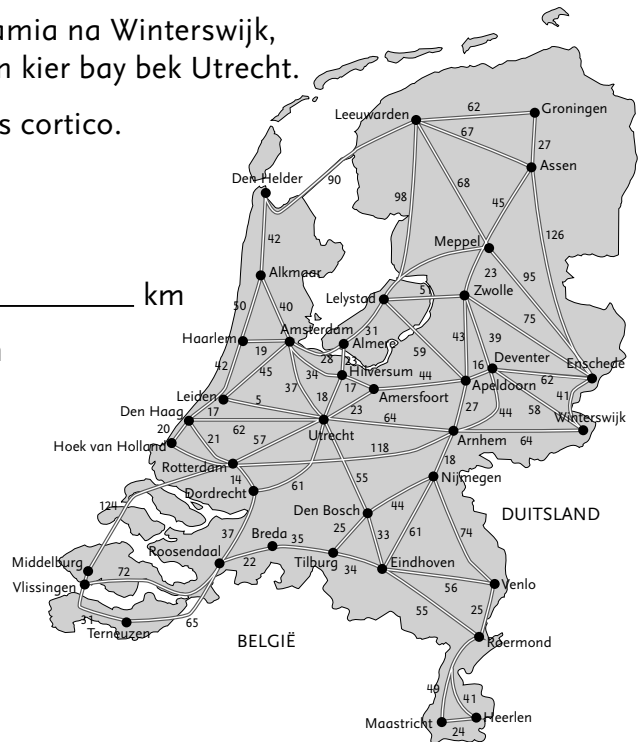 amia na Winterswijk,
n kier bay bek Utrecht.
s cortico.
km
Leeuwarden
62
Groningen
67
27
Assen
Den Helder
90
98
68
45
126
42
Meppel
Alkmaar
23
95
51
Zwolle
Lelystad
50
40
31
75
Haarlem
Amsterdam
Almere
43
39
19
28
23
59
Deventer
Enschede
42
45
34
Hilversum
44
16
62
37
17
Apeldoorn
41
Leiden
5
18
Amersfoort
44
58
Den Haag
17
23
64
27
Winterswijk
20
62
Utrecht
Arnhem
64
Hoek van Holland
21
57
118
Rotterdam
18
14
61
55
Nijmegen
Dordrecht
124
44
Den Bosch
DUITSLAND
37
Breda
35
25
33
61
74
Middelburg
Roosendaal
72
22
Tilburg
34
Eindhoven
Vlissingen
56
Venlo
31
65
55
25
Terneuzen
BELGIË
Roermond
49
41
Maastricht
Heerlen
24